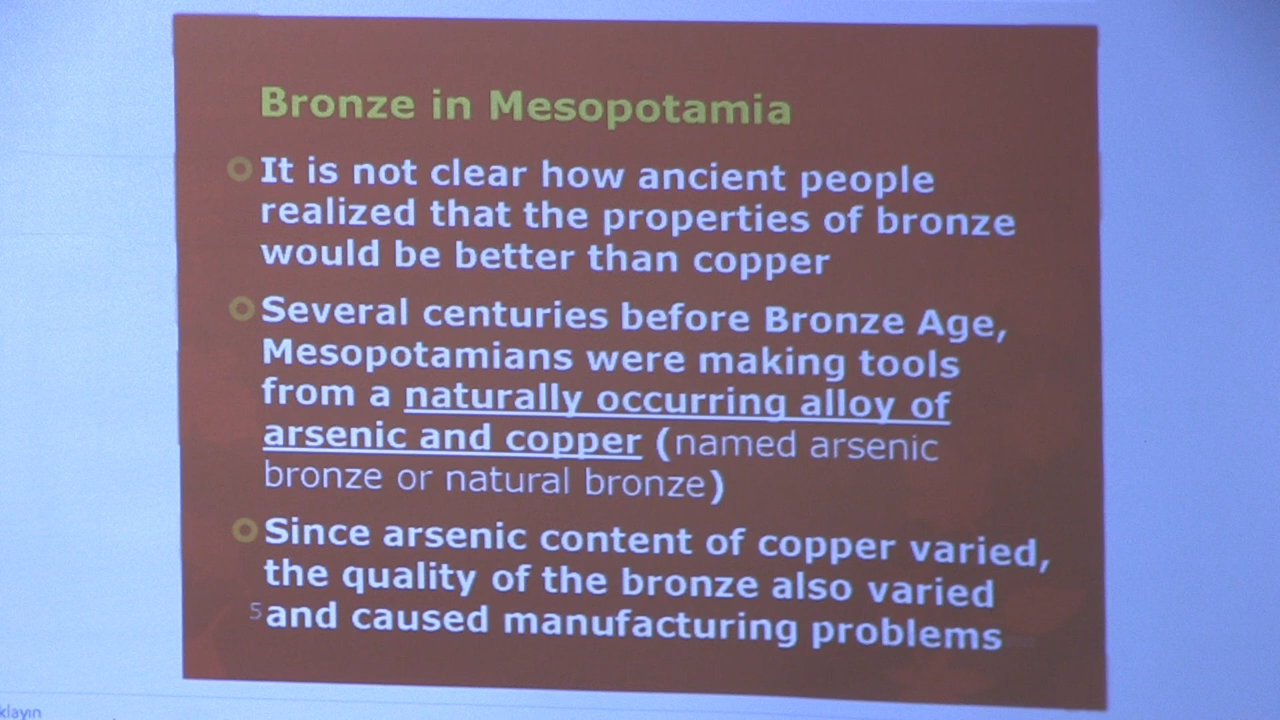 Bronze in Mesopotamia
It is not clear how ancient people
realized that the properties of bronze
would be better than copper
Several centuries before Bronze Age,
Mesopotamians were making tools
from a naturally occurring alloy of
arsenic and copper (named arsenic
bronze or natural bronze)
Since arsenic content of copper varied,
the quality of the bronze also varied
5 and caused manufacturing problems
klayın